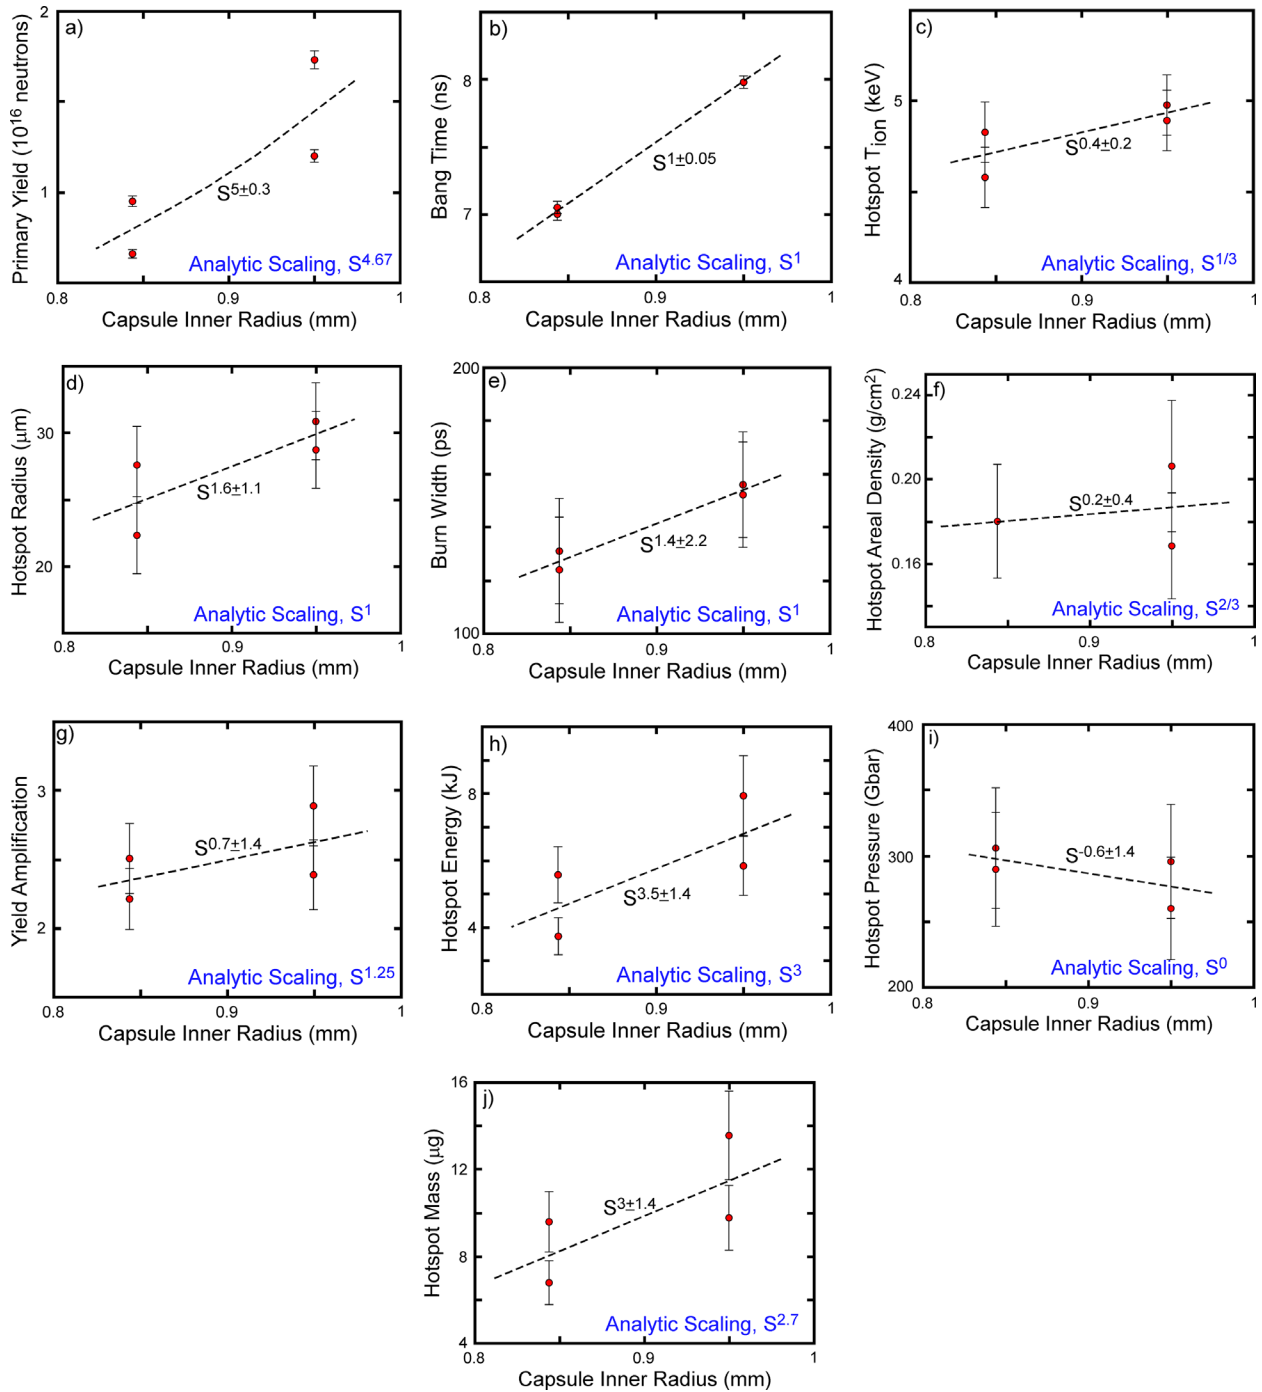 a)
Primary Yield (10^16 neutrons)
2
1
S^5±0.3
Analytic Scaling, S^4.67
0.8
0.9
1
Capsule Inner Radius (mm)
b)
Bang Time (ns)
8
7
S^1±0.05
Analytic Scaling, S^1
0.8
0.9
1
Capsule Inner Radius (mm)
c)
Hotspot T_ion (keV)
5
4
S^0.4±0.2
Analytic Scaling, S^1/3
0.8
0.9
1
Capsule Inner Radius (mm)
d)
Hotspot Radius (μm)
30
20
S^1.6±1.1
Analytic Scaling, S^1
0.8
0.9
1
Capsule Inner Radius (mm)
e)
Burn Width (ps)
200
100
S^1.4±2.2
Analytic Scaling, S^1
0.8
0.9
1
Capsule Inner Radius (mm)
f)
Hotspot Areal Density (g/cm^2)
0.24
0.20
0.16
S^0.2±0.4
Analytic Scaling, S^2/3
0.8
0.9
1
Capsule Inner Radius (mm)
g)
Yield Amplification
3
2
S^0.7±1.4
Analytic Scaling, S^1.25
0.8
0.9
1
Capsule Inner Radius (mm)
h)
Hotspot Energy (kJ)
8
4
S^3.5±1.4
Analytic Scaling, S^3
0.8
0.9
1
Capsule Inner Radius (mm)
i)
Hotspot Pressure (Gbar)
400
300
200
S^-0.6±1.4
Analytic Scaling, S^0
0.8
0.9
1
Capsule Inner Radius (mm)
j)
Hotspot Mass (μg)
16
12
8
4
S^3±1.4
Analytic Scaling, S^2.7
0.8
0.9
1
Capsule Inner Radius (mm)